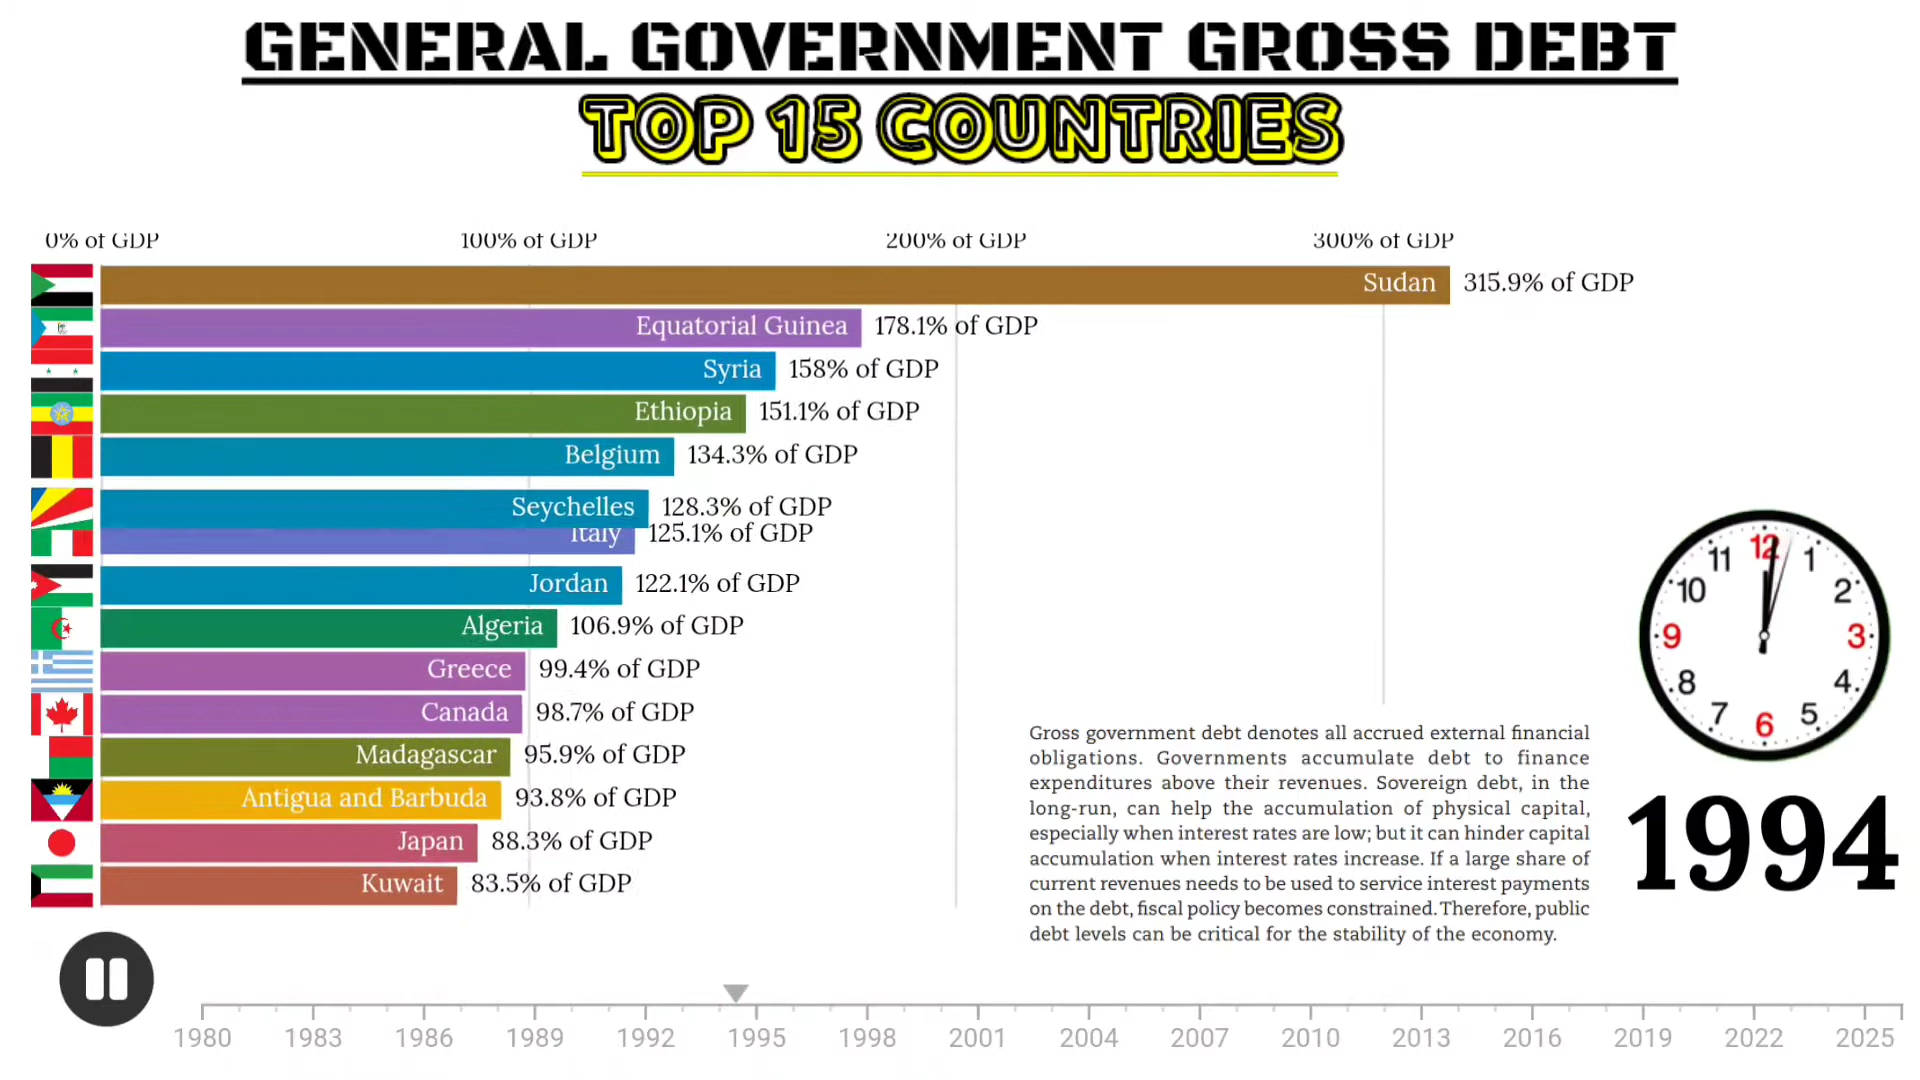 GENERAL GOVERNMENT GROSS DEBT
TOP 15 COUNTRIES
0% of GDP 100% of GDP 200% of GDP 300% of GDP
Sudan 315.9% of GDP
Equatorial Guinea 178.1% of GDP
Syria 158% of GDP
Ethiopia 151.1% of GDP
Belgium 134.3% of GDP
Seychelles 128.3% of GDP
Italy 125.1% of GDP
Jordan 122.1% of GDP
Algeria 106.9% of GDP
Greece 99.4% of GDP
Canada 98.7% of GDP
Madagascar 95.9% of GDP
Antigua and Barbuda 93.8% of GDP
Japan 88.3% of GDP
Kuwait 83.5% of GDP
12 1 2 3 4 5 6 7 8 9 10 11
Gross government debt denotes all accrued external financial
obligations. Governments accumulate debt to finance
expenditures above their revenues. Sovereign debt, in the
long-run, can help the accumulation of physical capital,
especially when interest rates are low; but it can hinder capital
accumulation when interest rates increase. If a large share of
current revenues needs to be used to service interest payments
on the debt, fiscal policy becomes constrained. Therefore, public
debt levels can be critical for the stability of the economy.
1994
1980 1983 1986 1989 1992 1995 1998 2001 2004 2007 2010 2013 2016 2019 2022 2025